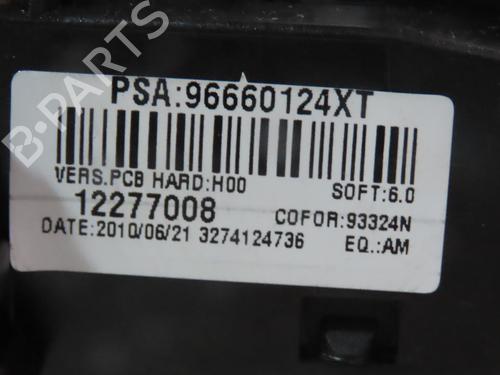 B-PARTS
PSA:96660124XT
VERS.PCB HARD:H00 SOFT:6.0
12277008 COFOR:93324N
DATE:2010/06/21 3274124736 EQ.:AM